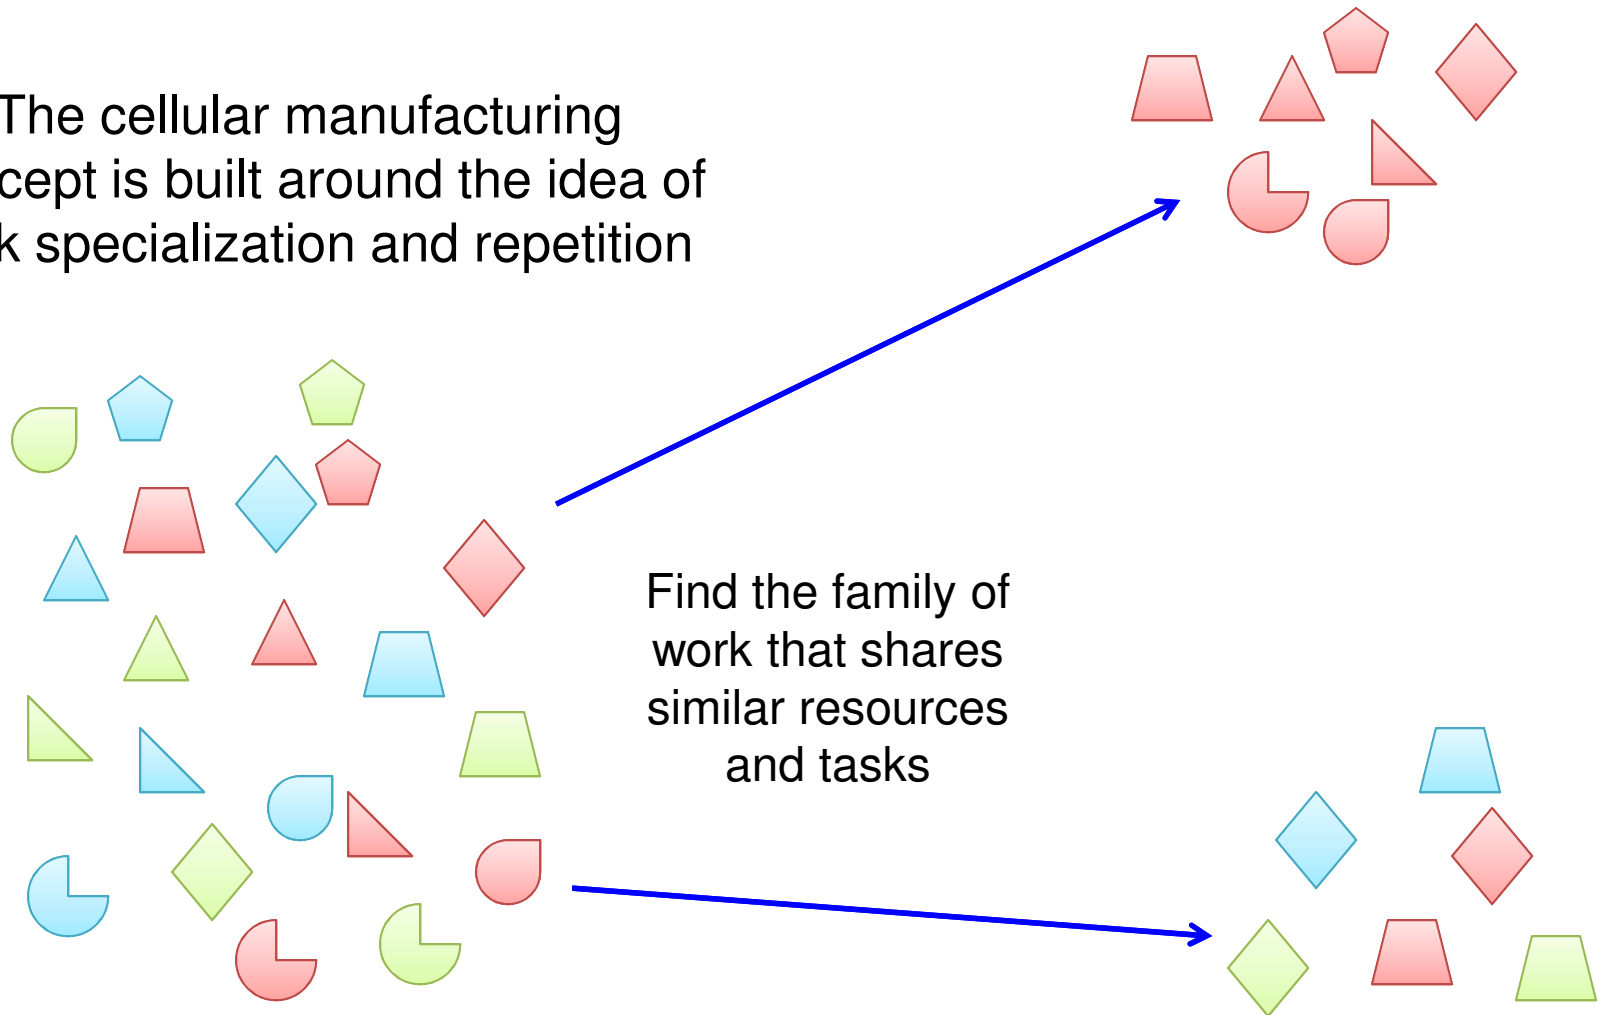 The cellular manufacturing
cept is built around the idea of
k specialization and repetition
Find the family of
work that shares
similar resources
and tasks